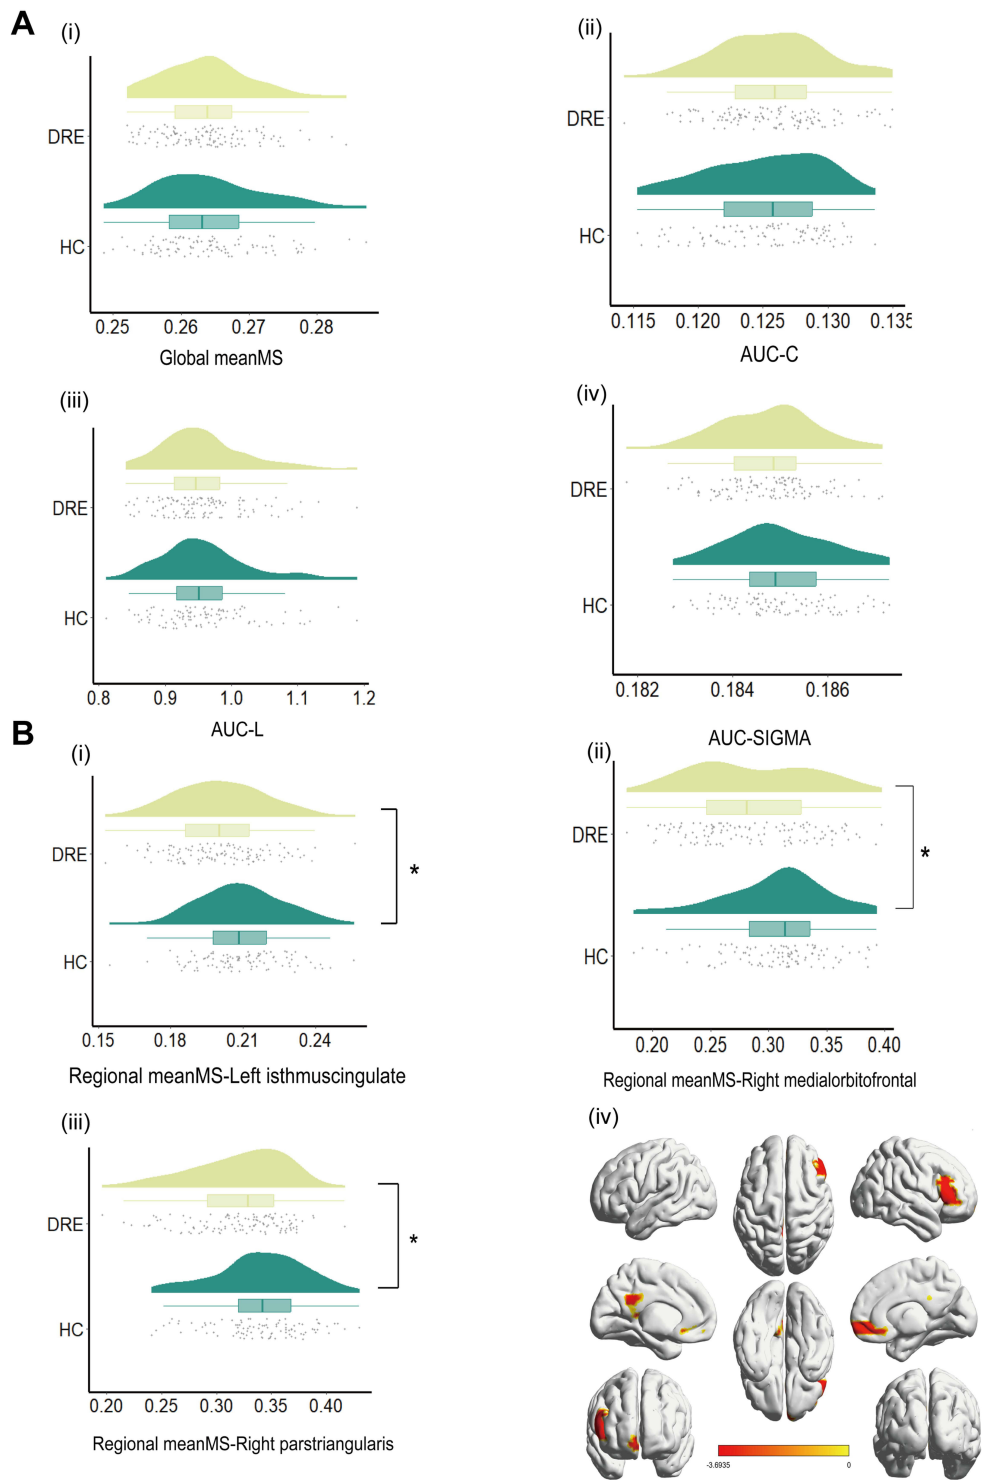 A
(i)
DRE
HC
0.25 0.26 0.27 0.28
Global meanMS
(ii)
DRE
HC
0.115 0.120 0.125 0.130 0.135
AUC-C
(iii)
DRE
HC
0.8 0.9 1.0 1.1 1.2
AUC-L
(iv)
DRE
HC
0.182 0.184 0.186
AUC-SIGMA
B
(i)
DRE
*
HC
0.15 0.18 0.21 0.24
Regional meanMS-Left isthmuscingulate
(ii)
DRE
*
HC
0.20 0.25 0.30 0.35 0.40
Regional meanMS-Right medialorbitofrontal
(iii)
DRE
*
HC
0.20 0.25 0.30 0.35 0.40
Regional meanMS-Right parstriangularis
(iv)
-3.6935 0